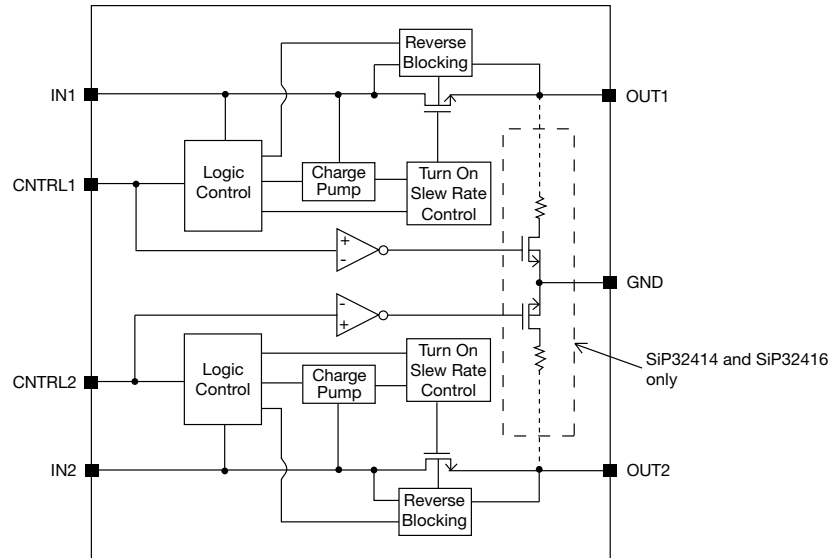 Reverse
Blocking
IN1
OUT1
Logic
Control
Charge
Pump
Turn On
Slew Rate
Control
CNTRL1
+
-
GND
-
+
Turn On
Slew Rate
Control
Logic
Control
Charge
Pump
SiP32414 and SiP32416
only
CNTRL2
IN2
OUT2
Reverse
Blocking